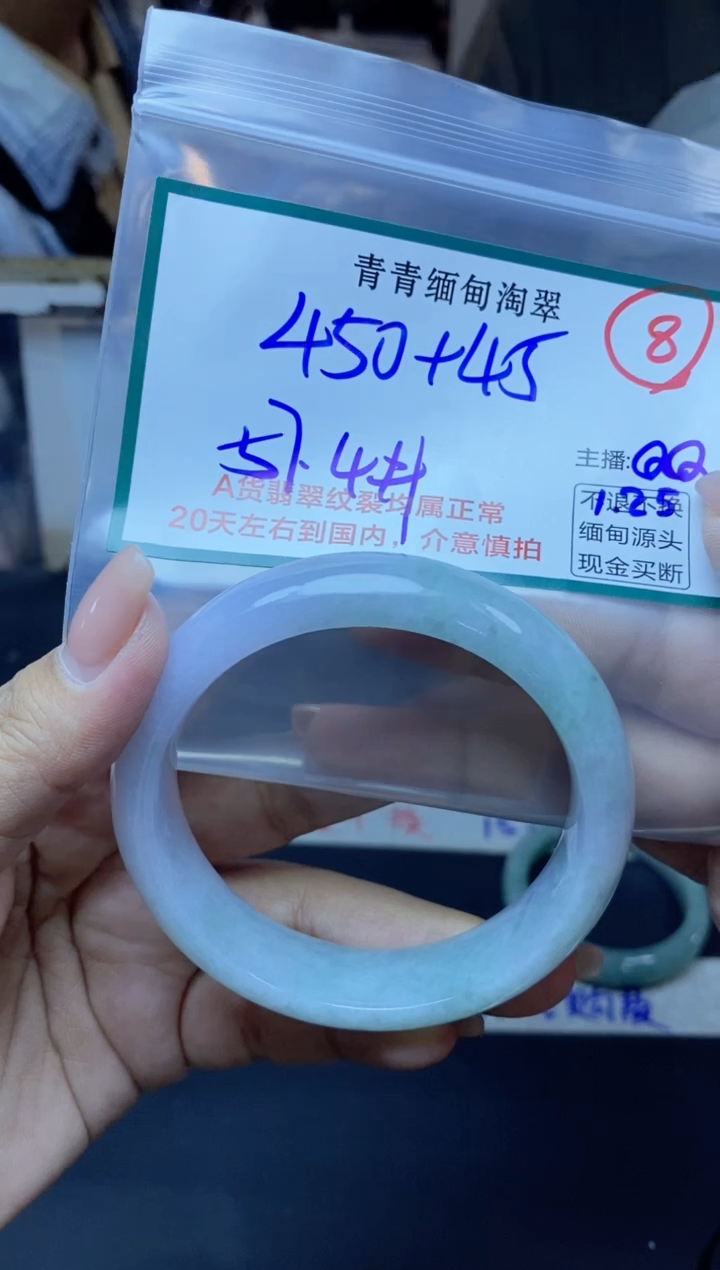 青青缅甸淘翠
8
450+45
51.4#
主播:QQ
A货翡翠纹裂均属正常
20天左右到国内，介意慎拍
125
不退不换
缅甸源头
现金买断